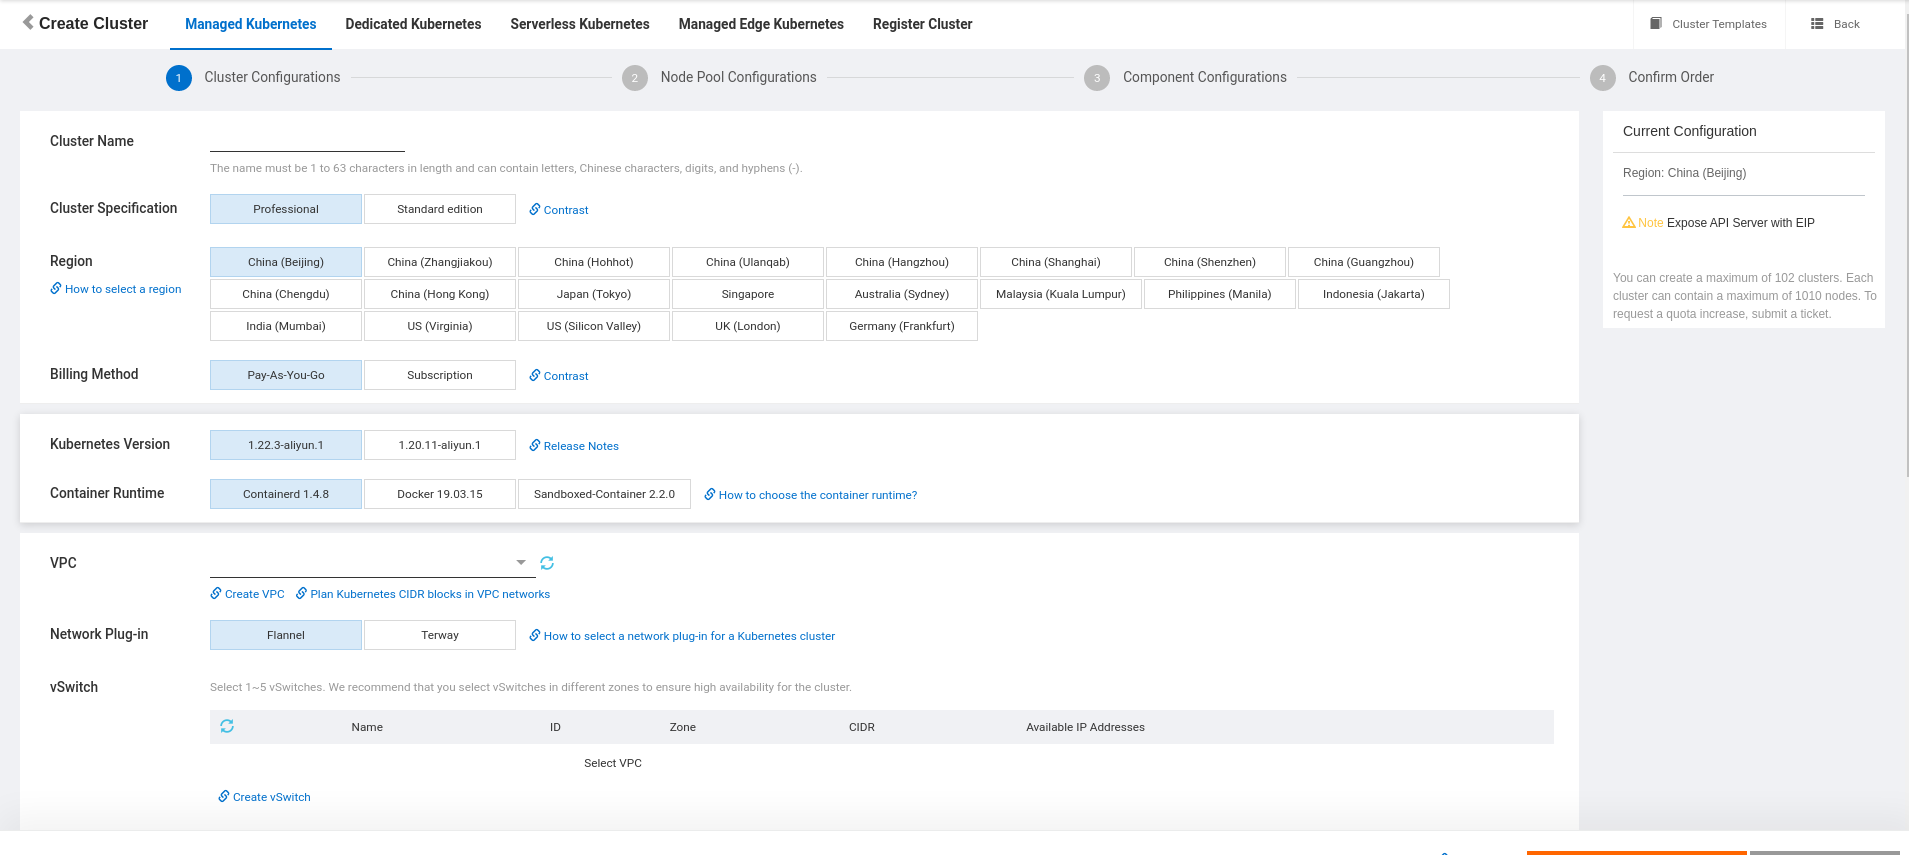 Create Cluster Managed Kubernetes Dedicated Kubernetes Serverless Kubernetes Managed Edge Kubernetes Register Cluster Cluster Templates Back
1 Cluster Configurations 2 Node Pool Configurations 3 Component Configurations 4 Confirm Order
Cluster Name
The name must be 1 to 63 characters in length and can contain letters, Chinese characters, digits, and hyphens (-).
Cluster Specification Professional Standard edition Contrast
Region China (Beijing) China (Zhangjiakou) China (Hohhot) China (Ulanqab) China (Hangzhou) China (Shanghai) China (Shenzhen) China (Guangzhou)
How to select a region China (Chengdu) China (Hong Kong) Japan (Tokyo) Singapore Australia (Sydney) Malaysia (Kuala Lumpur) Philippines (Manila) Indonesia (Jakarta)
India (Mumbai) US (Virginia) US (Silicon Valley) UK (London) Germany (Frankfurt)
Billing Method Pay-As-You-Go Subscription Contrast
Kubernetes Version 1.22.3-aliyun.1 1.20.11-aliyun.1 Release Notes
Container Runtime Containerd 1.4.8 Docker 19.03.15 Sandboxed-Container 2.2.0 How to choose the container runtime?
VPC
Create VPC Plan Kubernetes CIDR blocks in VPC networks
Network Plug-in Flannel Terway How to select a network plug-in for a Kubernetes cluster
vSwitch Select 1~5 vSwitches. We recommend that you select vSwitches in different zones to ensure high availability for the cluster.
Name ID Zone CIDR Available IP Addresses
Select VPC
Create vSwitch
Current Configuration
Region: China (Beijing)
Note Expose API Server with EIP
You can create a maximum of 102 clusters. Each
cluster can contain a maximum of 1010 nodes. To
request a quota increase, submit a ticket.